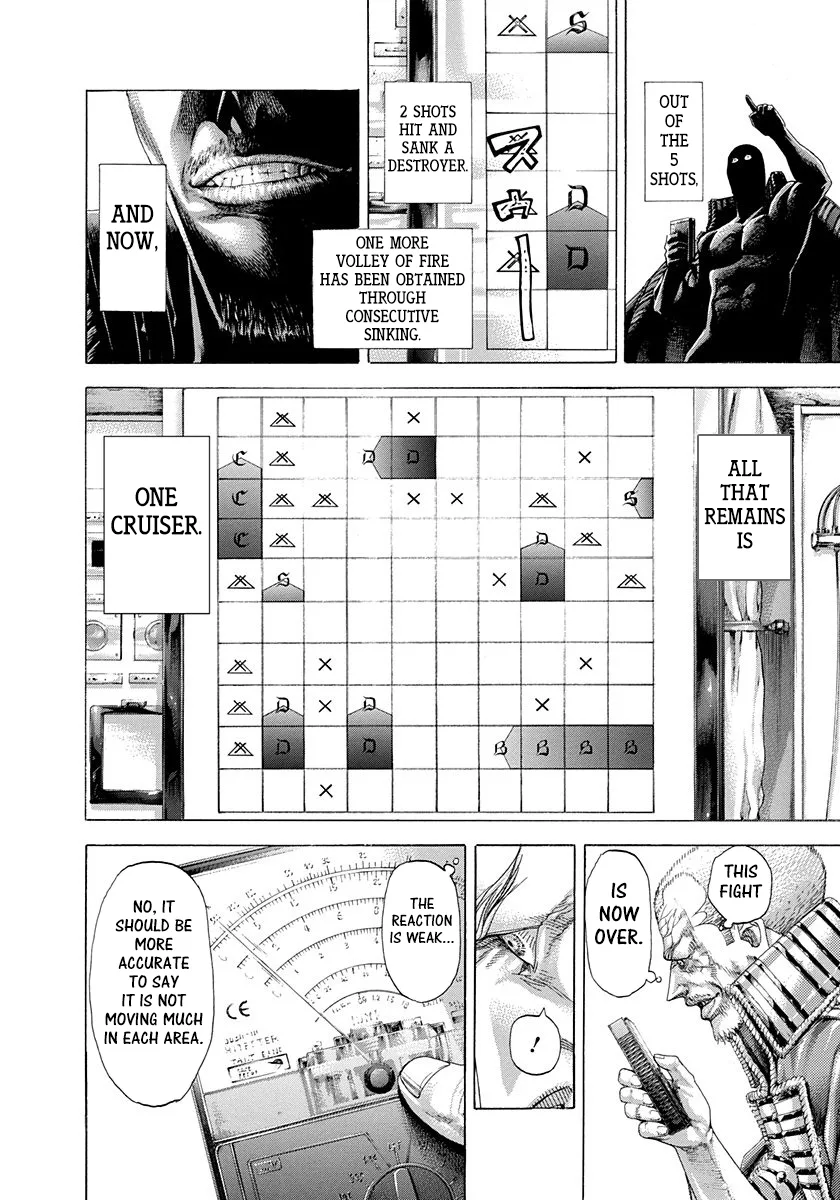 OUT
OF
THE
5
SHOTS,
2 SHOTS
HIT AND
SANK A
DESTROYER.
ONE MORE
VOLLEY OF FIRE
HAS BEEN OBTAINED
THROUGH
CONSECUTIVE
SINKING.
S
D
D
AND
NOW,
ALL
THAT
REMAINS
IS
×
C × D D ×
C × × S
C D
S × D
× ×
D × D ×
D D B B S S
×
ONE
CRUISER.
THIS
FIGHT
IS
NOW
OVER.
!
THE
REACTION
IS WEAK...
NO, IT
SHOULD BE
MORE
ACCURATE
TO SAY
IT IS NOT
MOVING MUCH
IN EACH AREA.
CE